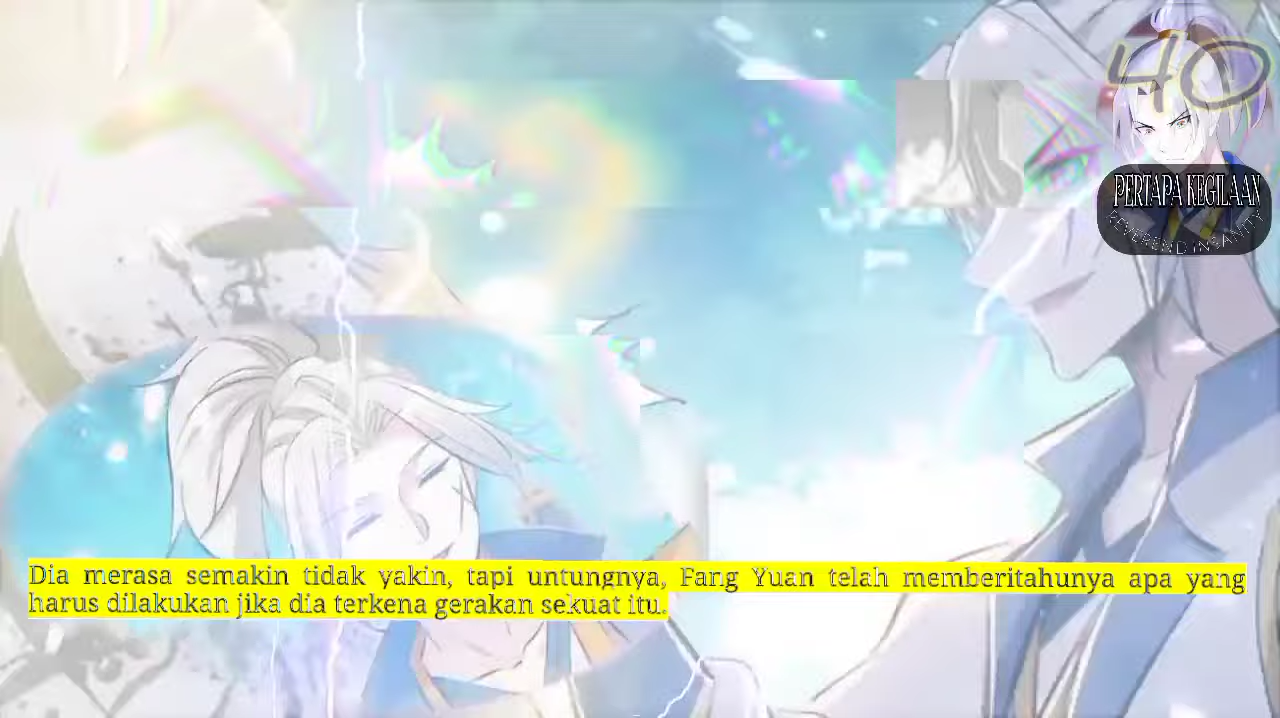 40
PERTAPA KEGILAAN
REVEREND INSANITY
Dia merasa semakin tidak yakin, tapi untungnya, Fang Yuan telah memberitahunya apa yang
harus dilakukan jika dia terkena gerakan sekuat itu.